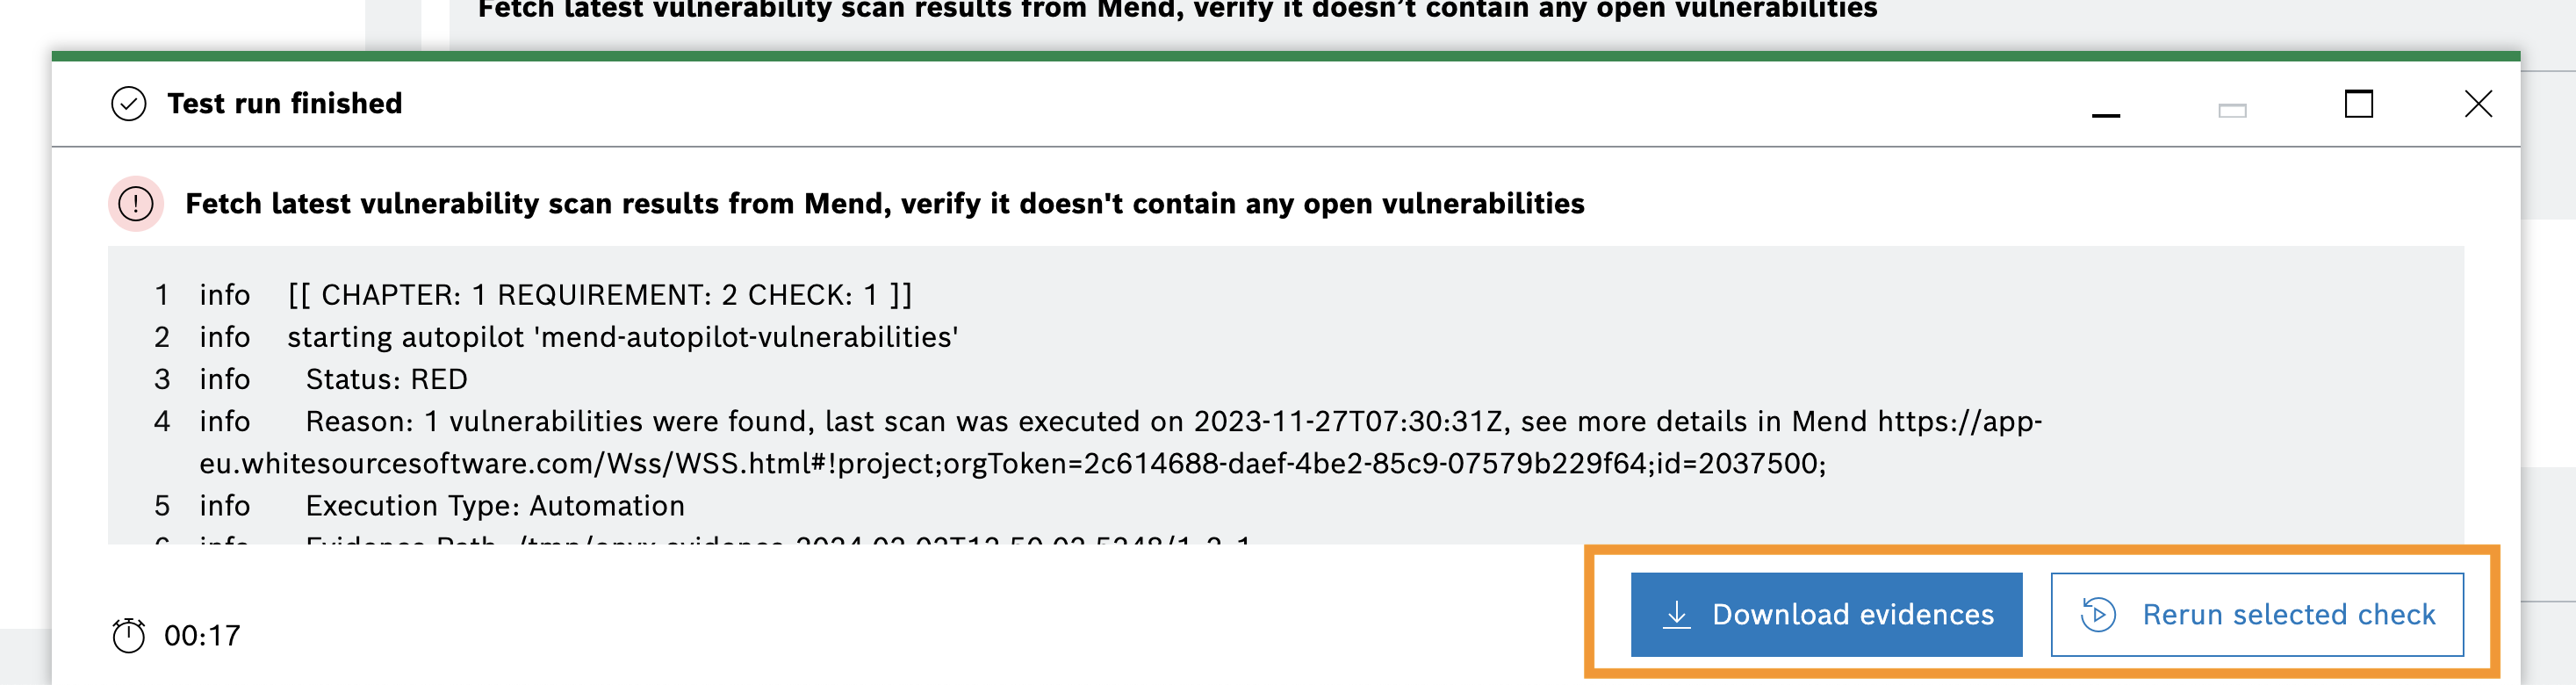 Fetch latest vulnerability scan results from Mend, verify it doesn't contain any open vulnerabilities
Test run finished
Fetch latest vulnerability scan results from Mend, verify it doesn't contain any open vulnerabilities
1 info [[ CHAPTER: 1 REQUIREMENT: 2 CHECK: 1 ]]
2 info starting autopilot 'mend-autopilot-vulnerabilities'
3 info Status: RED
4 info Reason: 1 vulnerabilities were found, last scan was executed on 2023-11-27T07:30:31Z, see more details in Mend https://app-
eu.whitesourcesoftware.com/Wss/WSS.html#!project;orgToken=2c614688-daef-4be2-85c9-07579b229f64;id=2037500;
5 info Execution Type: Automation
6 info Evidence Path:
00:17
Download evidences
Rerun selected check